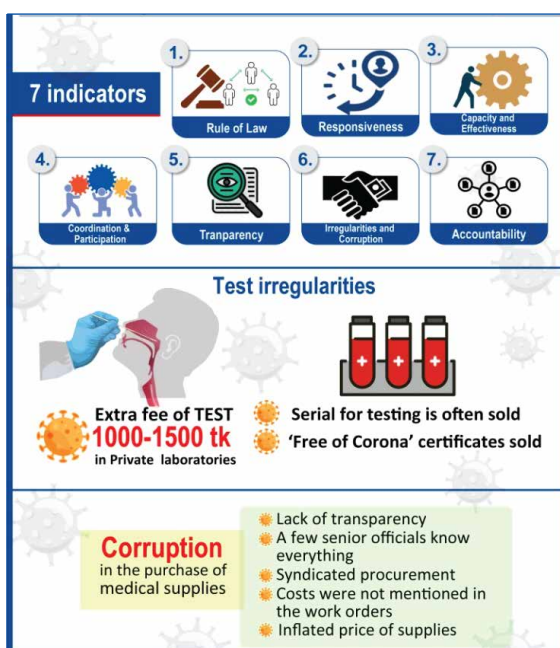 7 indicators
1.
Rule of Law
2.
Responsiveness
3.
Capacity and
Effectiveness
4.
Coordination &
Participation
5.
Tranparency
6.
Irregularities and
Corruption
7.
Accountability
Test irregularities
Extra fee of TEST
1000-1500 tk
in Private laboratories
Serial for testing is often sold
‘Free of Corona’ certificates sold
Corruption
in the purchase of
medical supplies
Lack of transparency
A few senior officials know
everything
Syndicated procurement
Costs were not mentioned in
the work orders
Inflated price of supplies